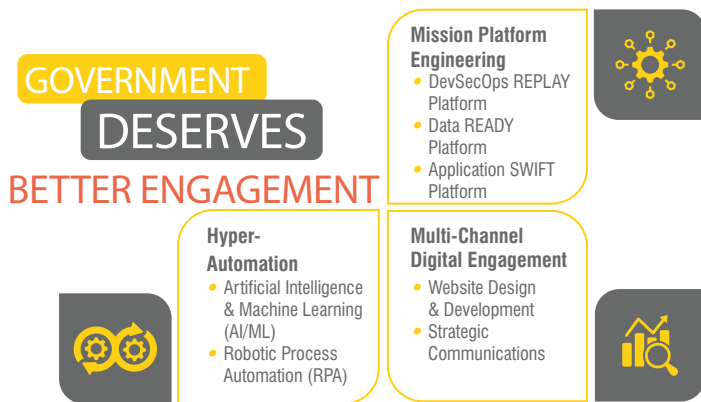 GOVERNMENT
DESERVES
BETTER ENGAGEMENT
Mission Platform
Engineering
• DevSecOps REPLAY
Platform
• Data READY
Platform
• Application SWIFT
Platform
Hyper-
Automation
• Artificial Intelligence
& Machine Learning
(AI/ML)
• Robotic Process
Automation (RPA)
Multi-Channel
Digital Engagement
• Website Design
& Development
• Strategic
Communications